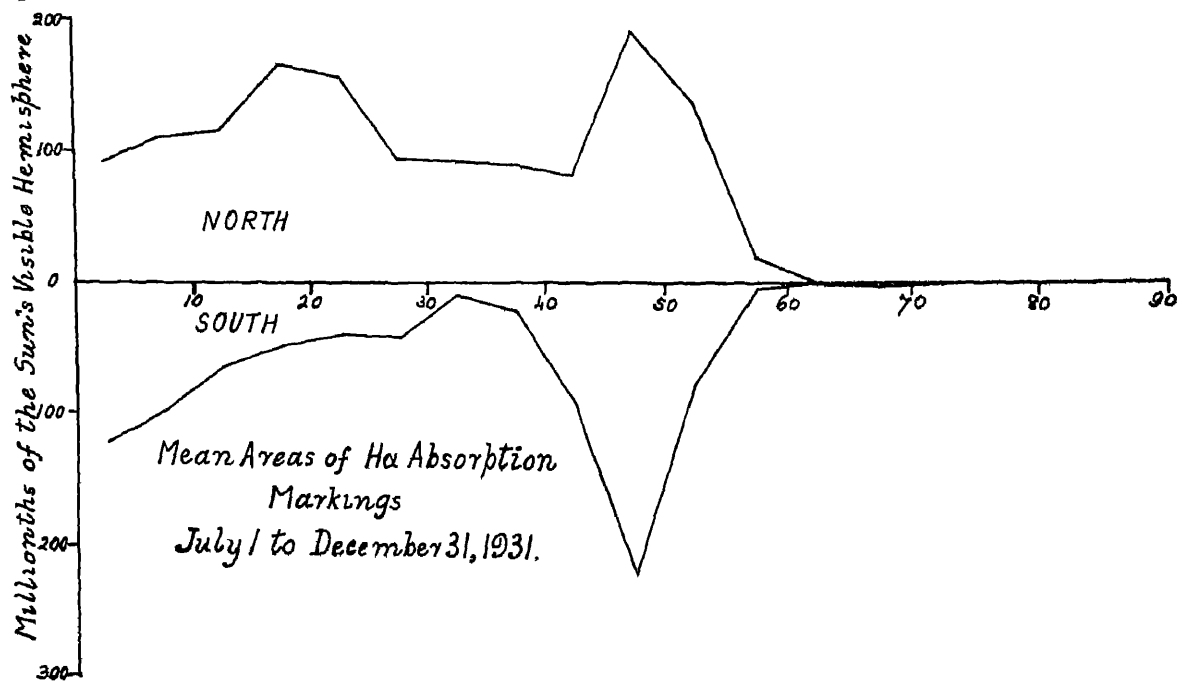 Millionths of the Sun's Visible Hemisphere
200
100
0
100
200
300
NORTH
10 20 30 40 50 60 70 80 90
SOUTH
Mean Areas of Hα Absorption
Markings
July 1 to December 31, 1931.